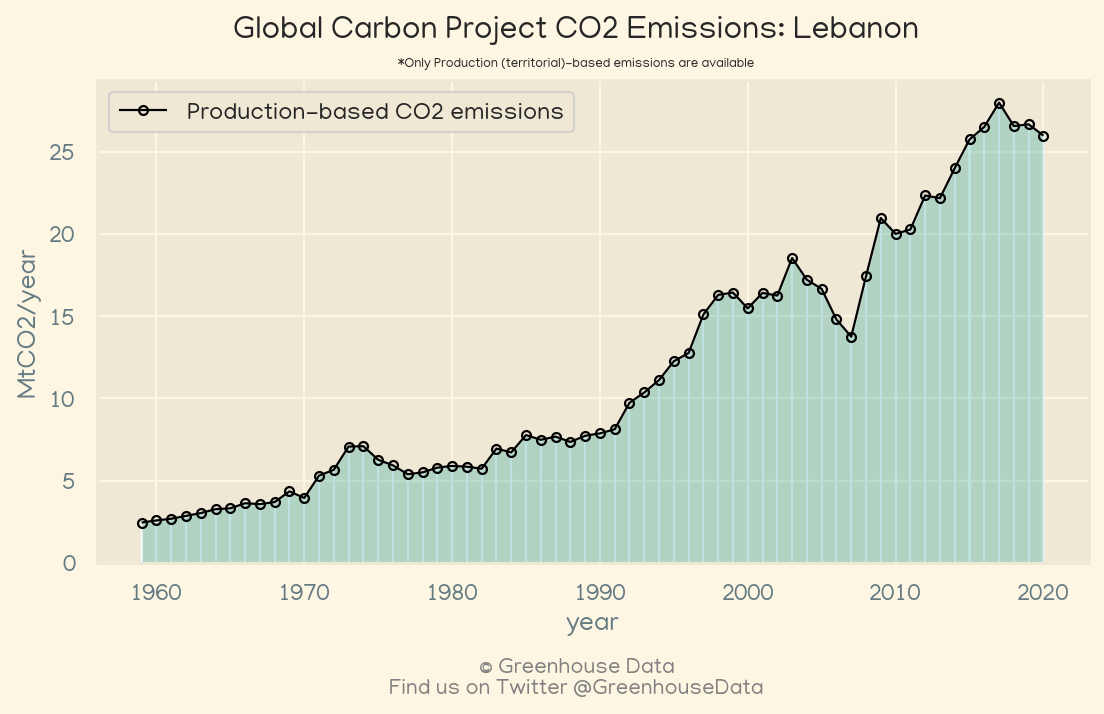 Global Carbon Project CO2 Emissions: Lebanon
*Only Production (territorial)-based emissions are available
Production-based CO2 emissions
MtCO2/year
25
20
15
10
5
0
1960 1970 1980 1990 2000 2010 2020
year
© Greenhouse Data
Find us on Twitter @GreenhouseData